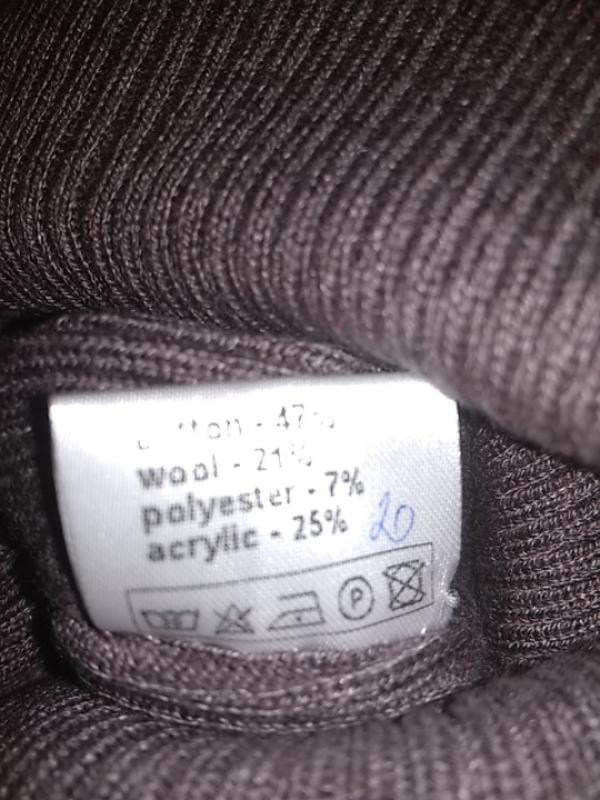 cotton - 47%
wool - 21%
polyester - 7%
acrylic - 25% 20
P